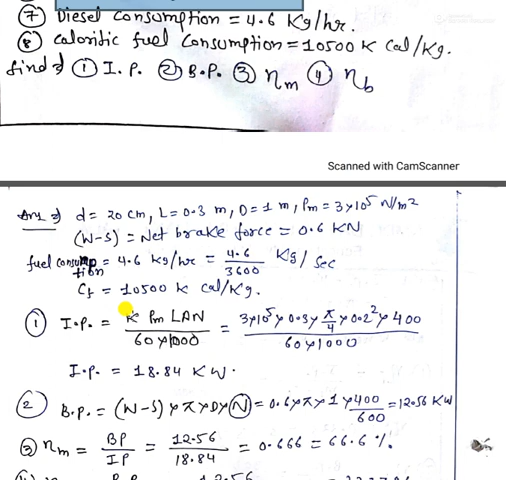 ⑦ Diesel Consumption = 4.6 Kg/hr.
⑧ Calorific fuel Consumption = 10500 K Cal/Kg.
find ⇒ ① I.P. ② B.P. ③ ηm ④ ηb
Scanned with CamScanner
Ans ⇒ d = 20 cm, L = 0.3 m, D = 1 m, Pm = 3×10⁵ N/m²
(W-S) = Net brake force = 0.6 KN
fuel consumption = 4.6 kg/hr = 4.6/3600 Kg/sec
Cf = 10500 K cal/Kg.
① I.P. = K Pm LAN / 60×1000 = 3×10⁵ × 0.3 × π/4 × 0.2² × 400 / 60×1000
I.P. = 18.84 KW.
② B.P. = (W-S) × π × D × N = 0.6 × π × 1 × 400/600 = 12.56 KW
③ ηm = BP/IP = 12.56/18.84 = 0.666 = 66.6 %.